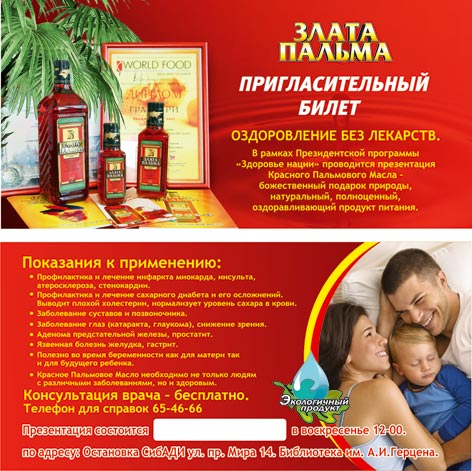 ЗЛАТА
ПАЛЬМА
ПРИГЛАСИТЕЛЬНЫЙ
БИЛЕТ
ОЗДОРОВЛЕНИЕ БЕЗ ЛЕКАРСТВ.
В рамках Президентской программы
«Здоровье нации» проводится презентация
Красного Пальмового Масла -
божественный подарок природы,
натуральный, полноценный,
оздоравливающий продукт питания.
WORLD FOOD
ДИПЛОМ
ЗЛАТА
ПАЛЬМА
Показания к применению:
• Профилактика и лечение инфаркта миокарда, инсульта,
атеросклероза, стенокардии.
• Профилактика и лечение сахарного диабета и его осложнений.
Выводит плохой холестерин, нормализует уровень сахара в крови.
• Заболевание суставов и позвоночника.
• Заболевание глаз (катаракта, глаукома), снижение зрения.
• Аденома предстательной железы, простатит.
• Язвенная болезнь желудка, гастрит.
• Полезно во время беременности как для матери так
и для будущего ребенка.
• Красное Пальмовое Масло необходимо не только людям
с различными заболеваниями, но и здоровым.
Консультация врача - бесплатно.
Телефон для справок 65-46-66
Экологичный
продукт
Презентация состоится в воскресенье 12-00.
по адресу: Остановка СибАДИ ул. пр. Мира 14. Библиотека им. А.И.Герцена.